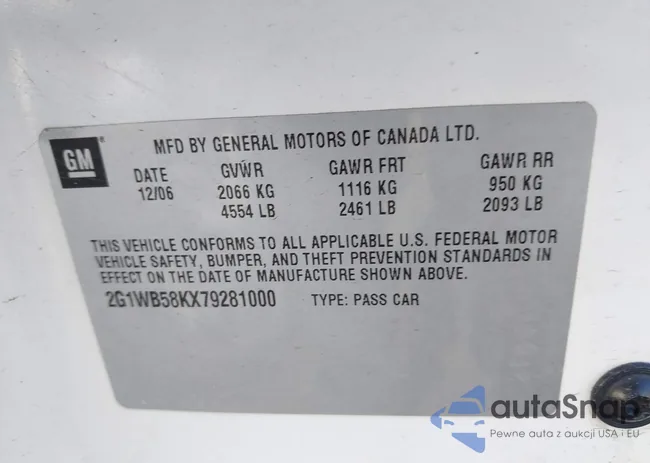 GM
MFD BY GENERAL MOTORS OF CANADA LTD.
DATE GVWR GAWR FRT GAWR RR
12/06 2066 KG 1116 KG 950 KG
4554 LB 2461 LB 2093 LB
THIS VEHICLE CONFORMS TO ALL APPLICABLE U.S. FEDERAL MOTOR
VEHICLE SAFETY, BUMPER, AND THEFT PREVENTION STANDARDS IN
EFFECT ON THE DATE OF MANUFACTURE SHOWN ABOVE.
2G1WB58KX79281000 TYPE: PASS CAR
autaSnap
Pewne auta z aukcji USA i EU